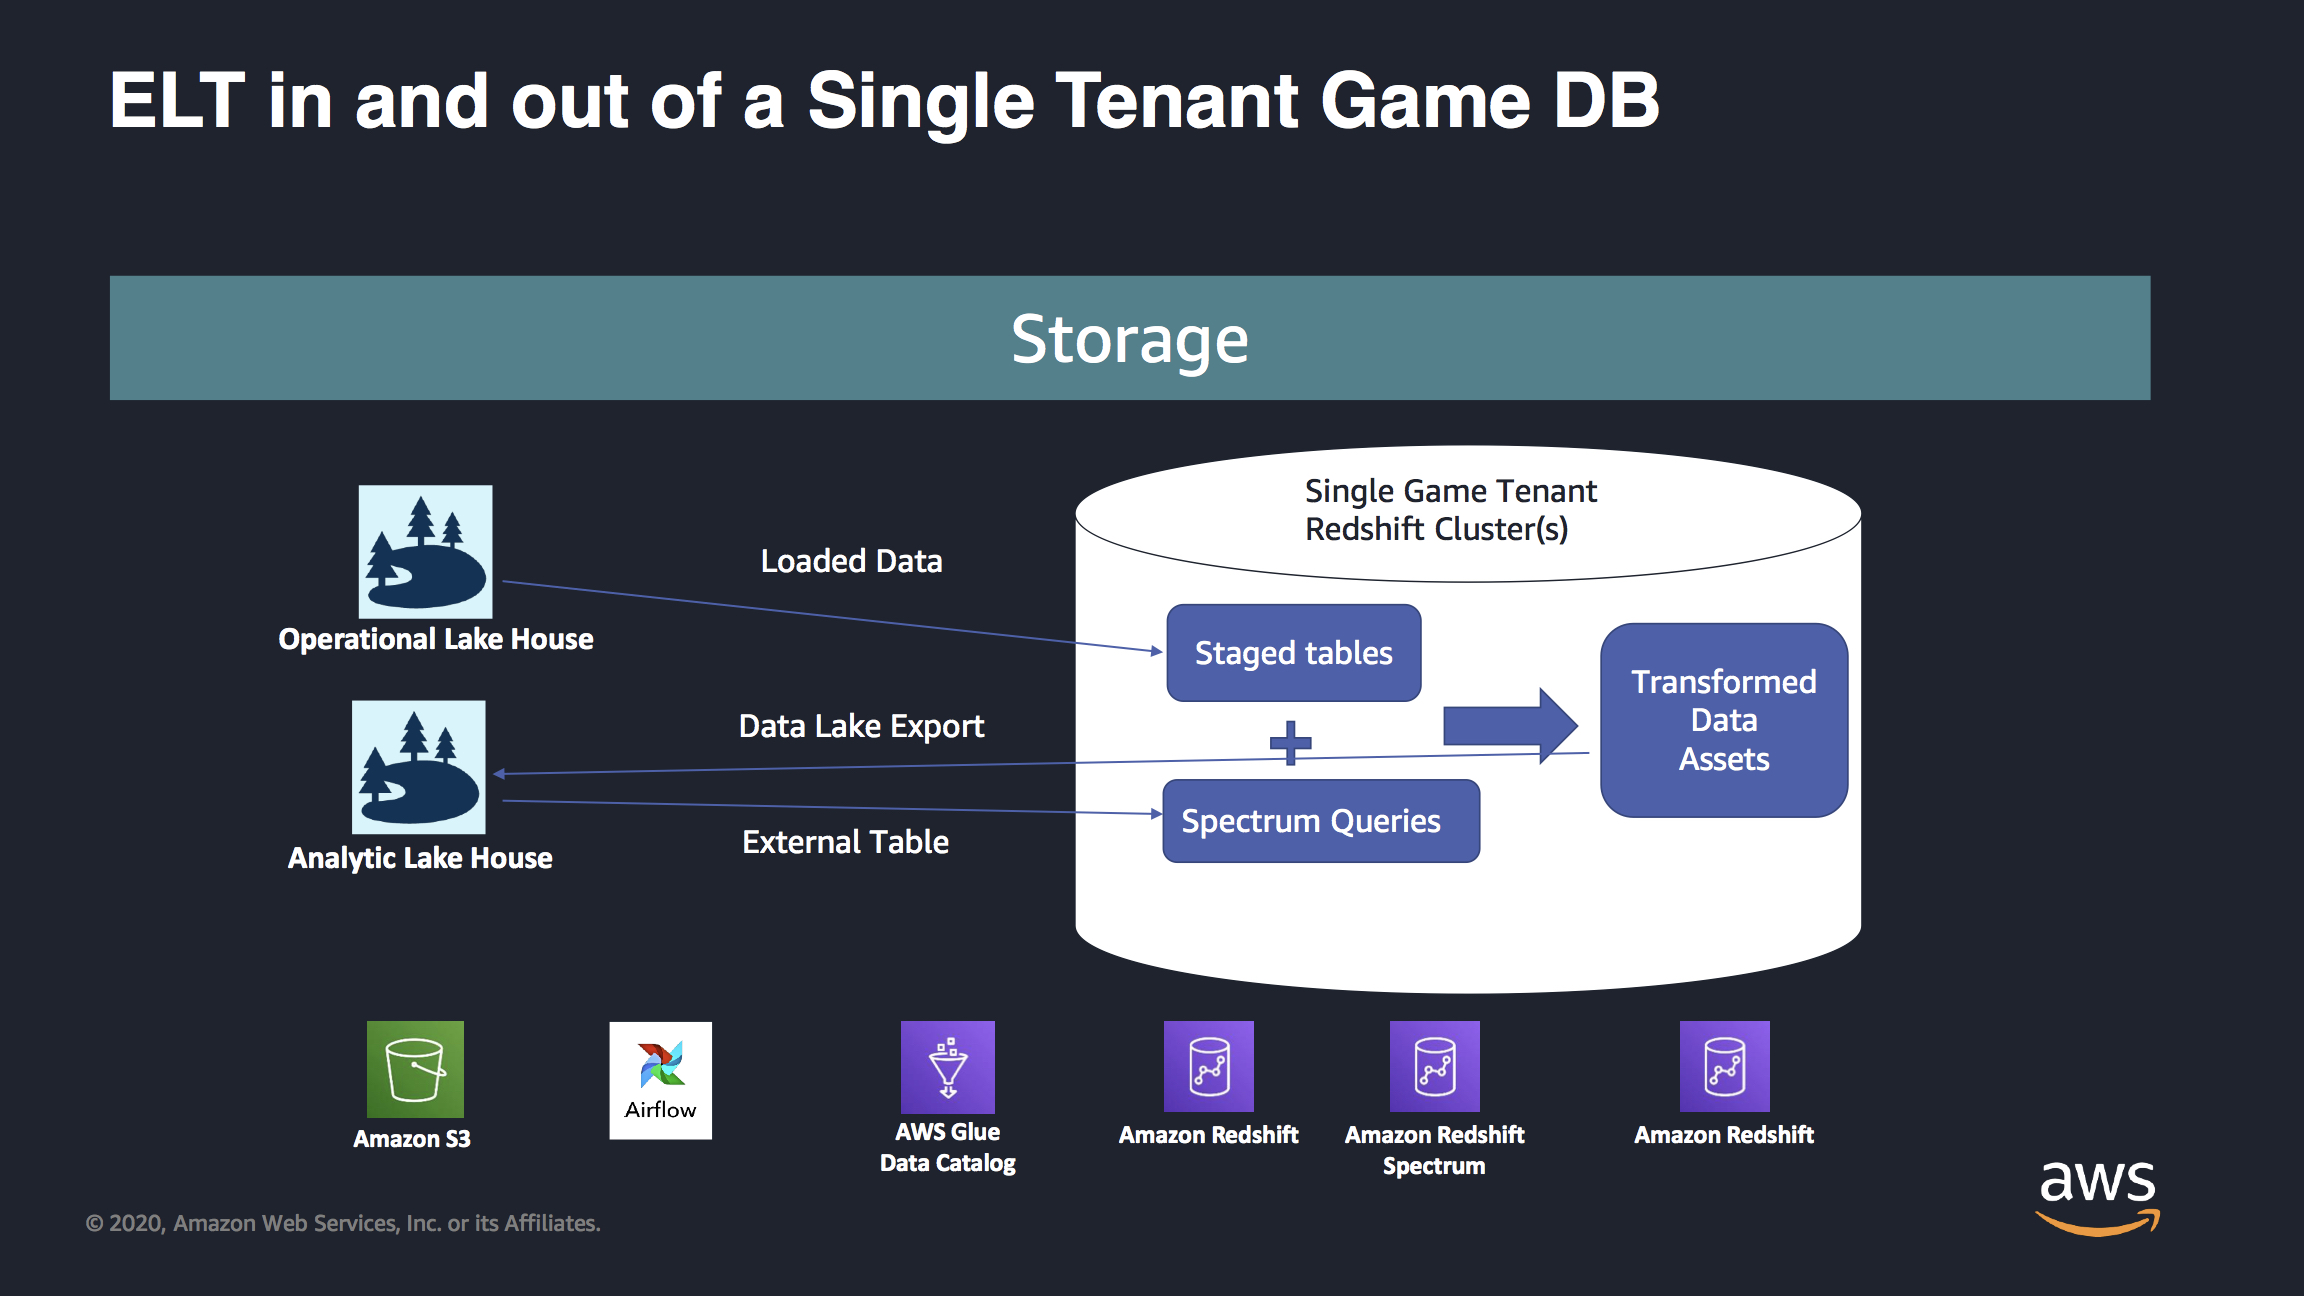 ELT in and out of a Single Tenant Game DB
Storage
Single Game Tenant
Redshift Cluster(s)
Loaded Data
Operational Lake House
Staged tables
Transformed
Data
Assets
Data Lake Export
Spectrum Queries
External Table
Analytic Lake House
Airflow
Amazon S3
AWS Glue
Data Catalog
Amazon Redshift
Amazon Redshift
Spectrum
Amazon Redshift
aws
© 2020, Amazon Web Services, Inc. or its Affiliates.